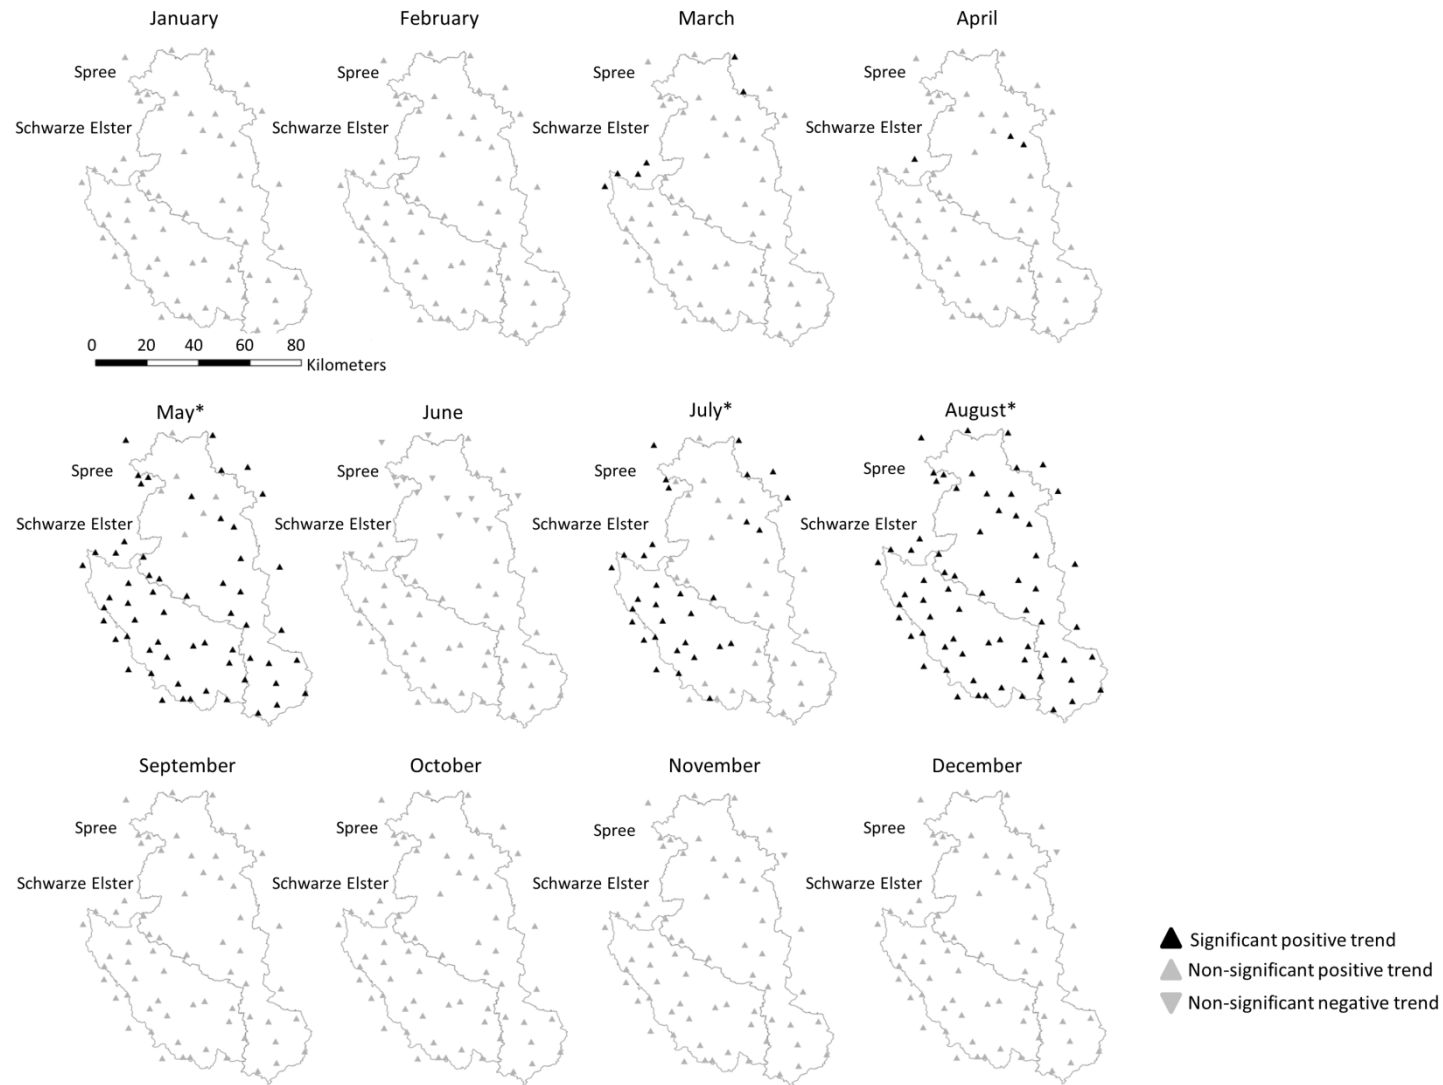 January February March April
Spree Spree Spree Spree
Schwarze Elster Schwarze Elster Schwarze Elster Schwarze Elster
0 20 40 60 80
Kilometers
May* June July* August*
Spree Spree Spree Spree
Schwarze Elster Schwarze Elster Schwarze Elster Schwarze Elster
September October November December
Spree Spree Spree Spree
Schwarze Elster Schwarze Elster Schwarze Elster Schwarze Elster
Significant positive trend
Non-significant positive trend
Non-significant negative trend